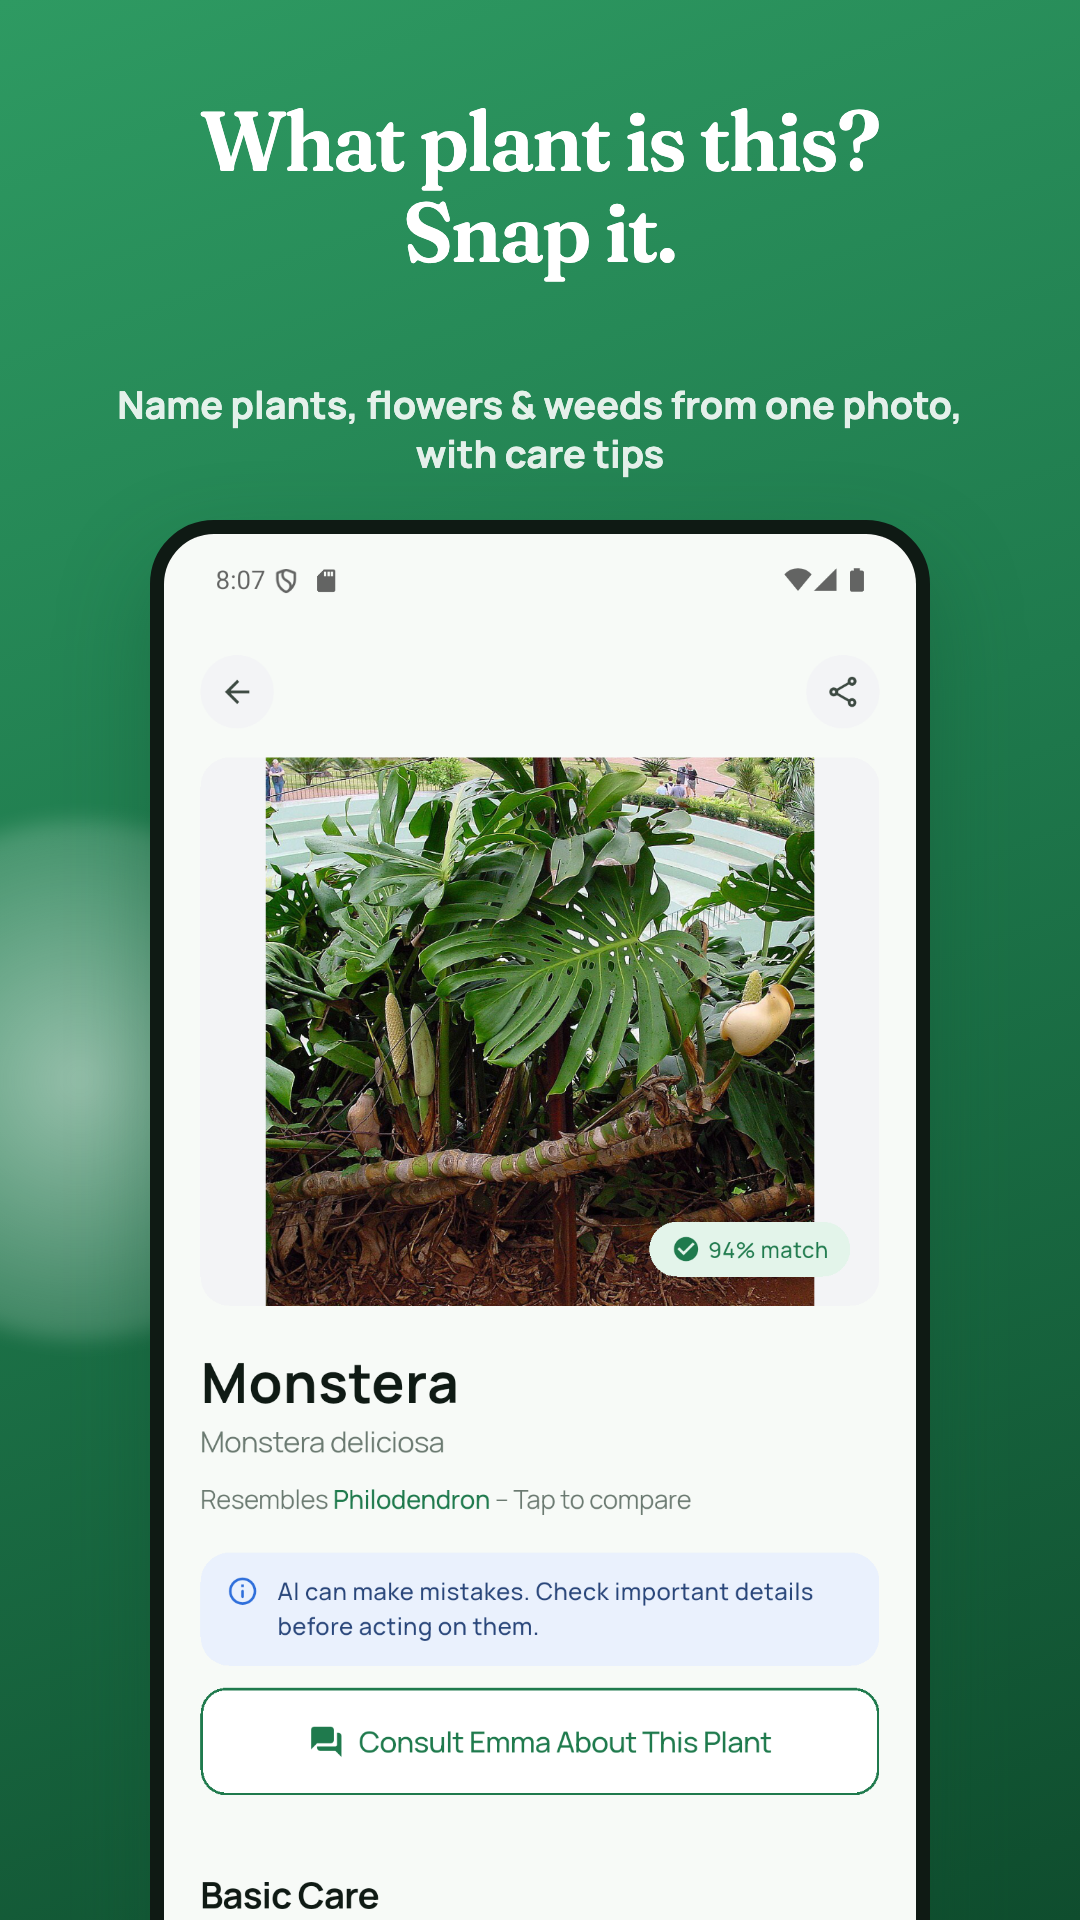 What plant is this?
Snap it.
Name plants, flowers & weeds from one photo,
with care tips
8:07
94% match
Monstera
Monstera deliciosa
Resembles Philodendron – Tap to compare
AI can make mistakes. Check important details
before acting on them.
Consult Emma About This Plant
Basic Care